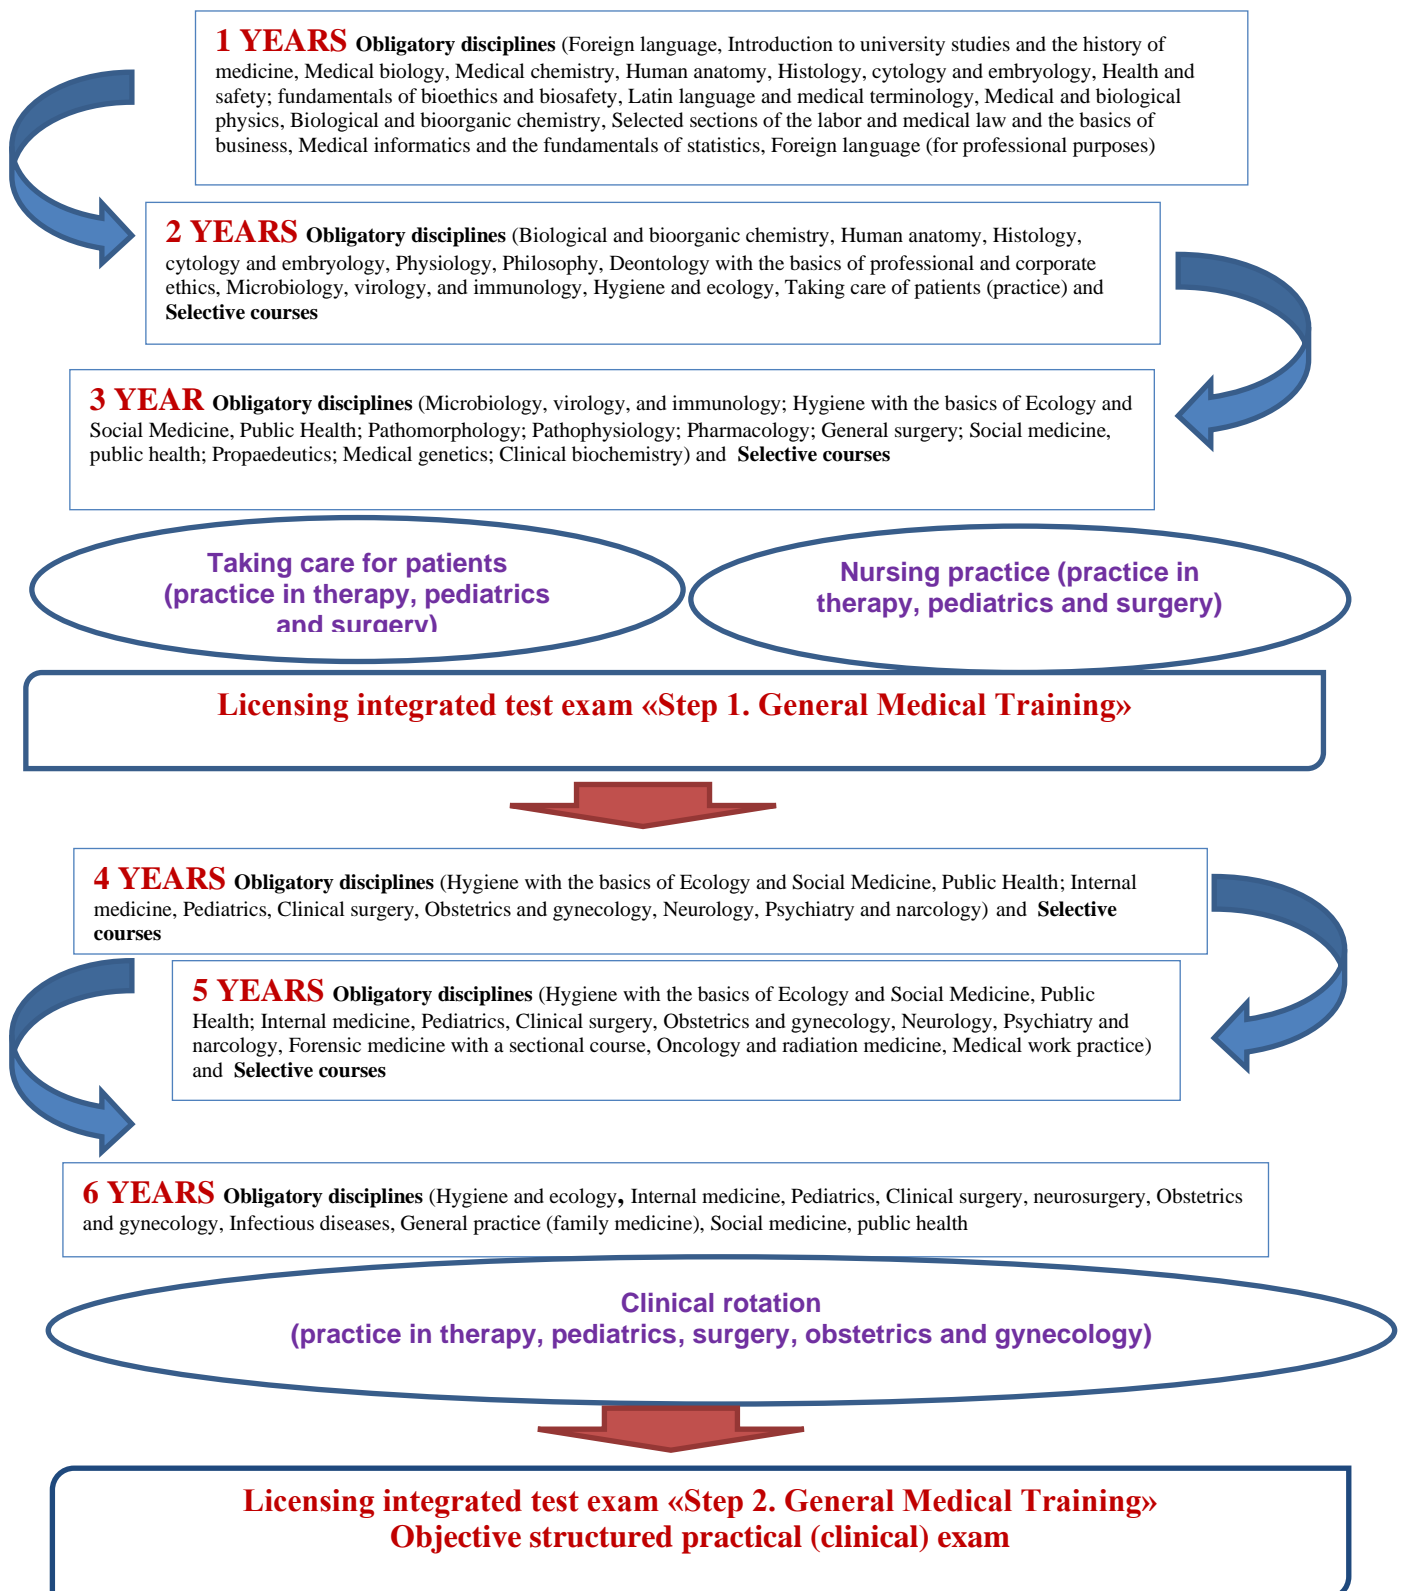 1 YEARS Obligatory disciplines (Foreign language, Introduction to university studies and the history of
medicine, Medical biology, Medical chemistry, Human anatomy, Histology, cytology and embryology, Health and
safety; fundamentals of bioethics and biosafety, Latin language and medical terminology, Medical and biological
physics, Biological and bioorganic chemistry, Selected sections of the labor and medical law and the basics of
business, Medical informatics and the fundamentals of statistics, Foreign language (for professional purposes)
2 YEARS Obligatory disciplines (Biological and bioorganic chemistry, Human anatomy, Histology,
cytology and embryology, Physiology, Philosophy, Deontology with the basics of professional and corporate
ethics, Microbiology, virology, and immunology, Hygiene and ecology, Taking care of patients (practice) and
Selective courses
3 YEAR Obligatory disciplines (Microbiology, virology, and immunology; Hygiene with the basics of Ecology and
Social Medicine, Public Health; Pathomorphology; Pathophysiology; Pharmacology; General surgery; Social medicine,
public health; Propaedeutics; Medical genetics; Clinical biochemistry) and Selective courses
Taking care for patients
(practice in therapy, pediatrics
and surgery)
Nursing practice (practice in
therapy, pediatrics and surgery)
Licensing integrated test exam «Step 1. General Medical Training»
4 YEARS Obligatory disciplines (Hygiene with the basics of Ecology and Social Medicine, Public Health; Internal
medicine, Pediatrics, Clinical surgery, Obstetrics and gynecology, Neurology, Psychiatry and narcology) and Selective
courses
5 YEARS Obligatory disciplines (Hygiene with the basics of Ecology and Social Medicine, Public
Health; Internal medicine, Pediatrics, Clinical surgery, Obstetrics and gynecology, Neurology, Psychiatry and
narcology, Forensic medicine with a sectional course, Oncology and radiation medicine, Medical work practice)
and Selective courses
6 YEARS Obligatory disciplines (Hygiene and ecology, Internal medicine, Pediatrics, Clinical surgery, neurosurgery, Obstetrics
and gynecology, Infectious diseases, General practice (family medicine), Social medicine, public health
Clinical rotation
(practice in therapy, pediatrics, surgery, obstetrics and gynecology)
Licensing integrated test exam «Step 2. General Medical Training»
Objective structured practical (clinical) exam